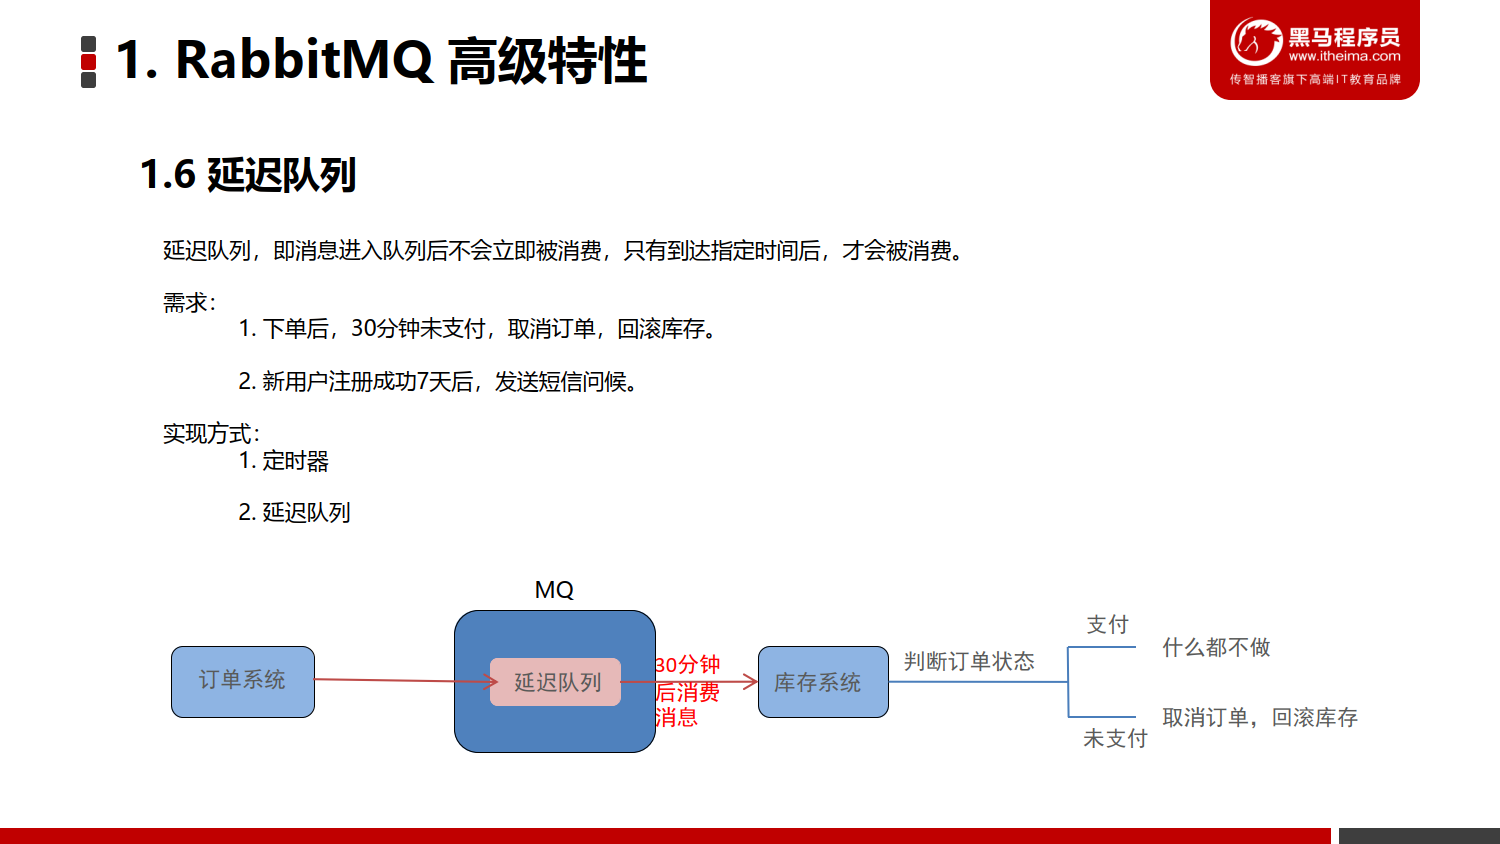 1. RabbitMQ 高级特性
黑马程序员
www.itheima.com
传智播客旗下高端IT教育品牌
1.6 延迟队列
延迟队列，即消息进入队列后不会立即被消费，只有到达指定时间后，才会被消费。
需求：
1. 下单后，30分钟未支付，取消订单，回滚库存。
2. 新用户注册成功7天后，发送短信问候。
实现方式：
1. 定时器
2. 延迟队列
MQ
订单系统
延迟队列
30分钟
后消费
消息
库存系统
判断订单状态
支付
什么都不做
取消订单，回滚库存
未支付